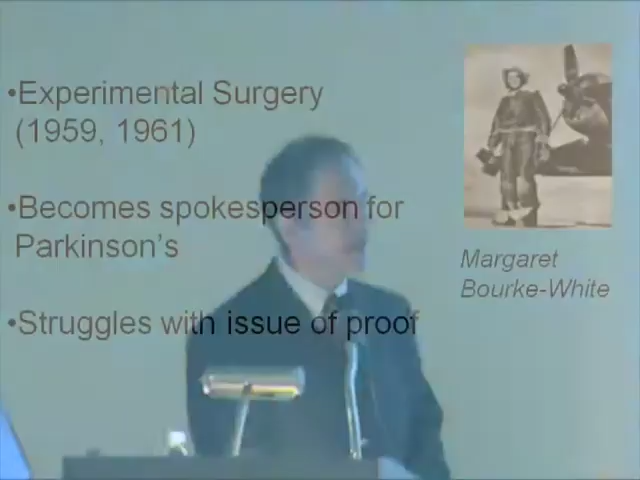 •Experimental Surgery
(1959, 1961)
•Becomes spokesperson for
Parkinson's
•Struggles with issue of proof
Margaret
Bourke-White